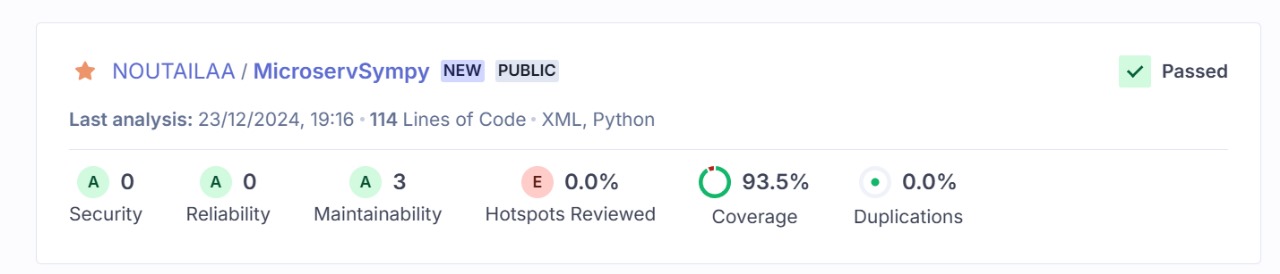 NOUTAILAA / MicroservSympy NEW PUBLIC Passed
Last analysis: 23/12/2024, 19:16 • 114 Lines of Code • XML, Python
A 0 A 0 A 3 E 0.0% 93.5% 0.0%
Security Reliability Maintainability Hotspots Reviewed Coverage Duplications